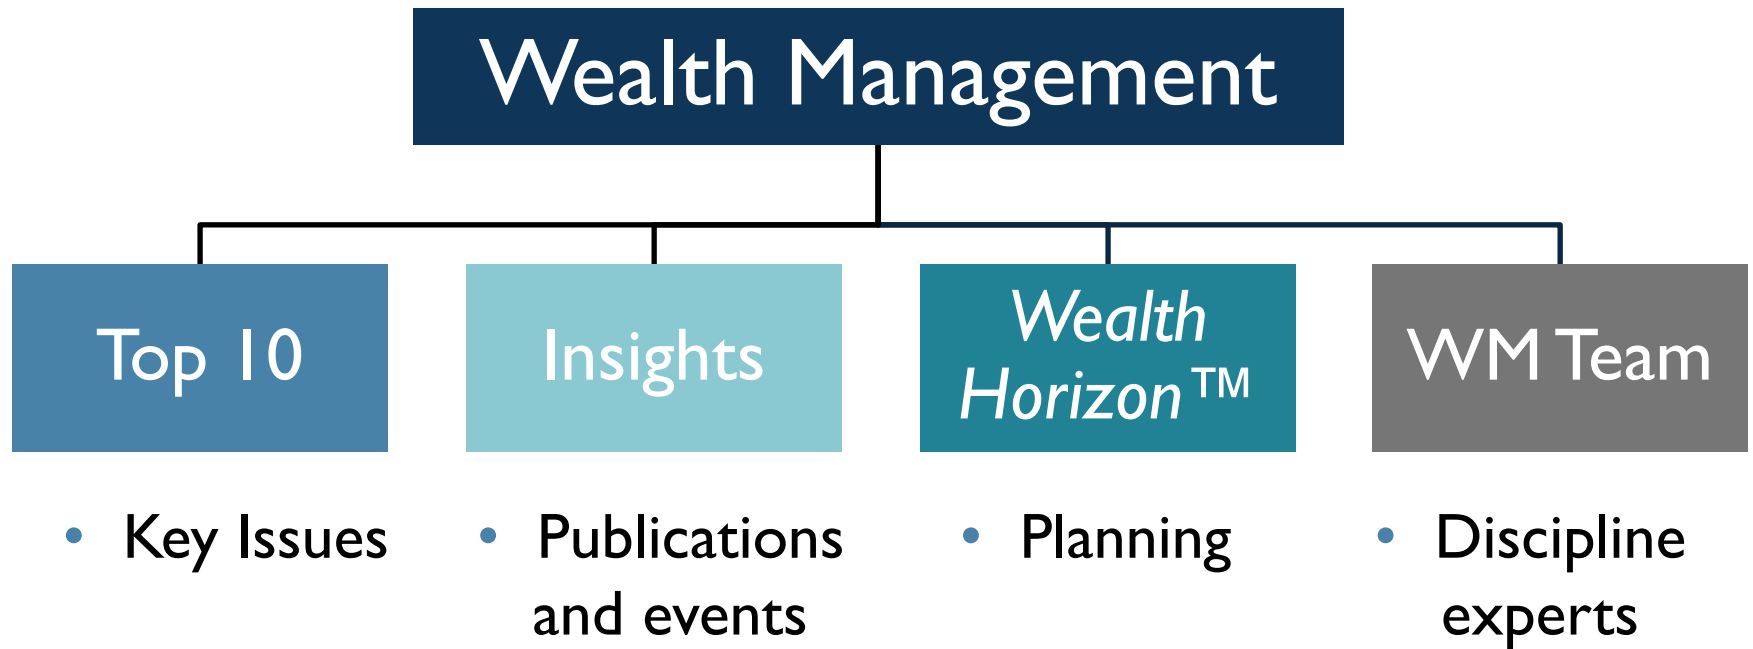 Wealth Management
Top 10
Insights
Wealth
Horizon™
WM Team
• Key Issues
• Publications
and events
• Planning
• Discipline
experts